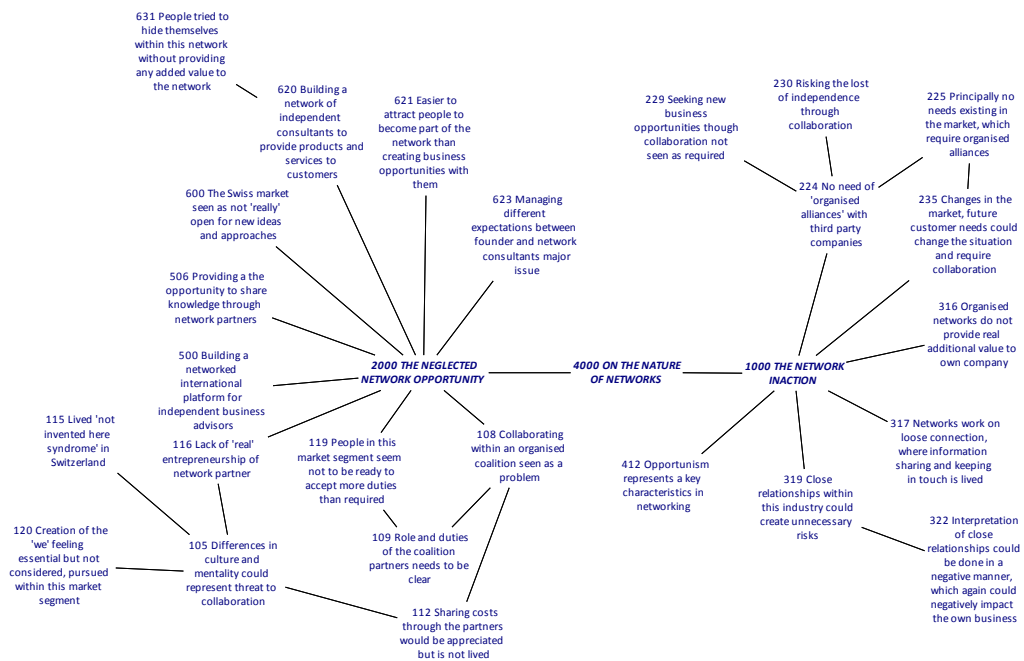 631 People tried to
hide themselves
within this network
without providing
any added value to
the network
620 Building a
network of
independent
consultants to
provide products and
services to
customers
621 Easier to
attract people to
become part of the
network than
creating business
opportunities with
them
600 The Swiss market
seen as not 'really'
open for new ideas
and approaches
623 Managing
different
expectations between
founder and network
consultants major
issue
506 Providing a the
opportunity to share
knowledge through
network partners
500 Building a
networked
international
platform for
independent business
advisors
2000 THE NEGLECTED
NETWORK OPPORTUNITY
4000 ON THE NATURE
OF NETWORKS
1000 THE NETWORK
INACTION
229 Seeking new
business
opportunities though
collaboration not
seen as required
230 Risking the lost
of independence
through
collaboration
225 Principally no
needs existing in
the market, which
require organised
alliances
224 No need of
'organised
alliances' with
third party
companies
235 Changes in the
market, future
customer needs could
change the situation
and require
collaboration
316 Organised
networks do not
provide real
additional value to
own company
317 Networks work on
loose connection,
where information
sharing and keeping
in touch is lived
319 Close
relationships within
this industry could
create unnecessary
risks
322 Interpretation
of close
relationships could
be done in a
negative manner,
which again could
negatively impact
the own business
412 Opportunism
represents a key
characteristics in
networking
115 Lived 'not
invented here
syndrome' in
Switzerland
116 Lack of 'real'
entrepreneurship of
network partner
119 People in this
market segment seem
not to be ready to
accept more duties
than required
108 Collaborating
within an organised
coalition seen as a
problem
120 Creation of the
'we' feeling
essential but not
considered, pursued
within this market
segment
105 Differences in
culture and
mentality could
represent threat to
collaboration
109 Role and duties
of the coalition
partners needs to be
clear
112 Sharing costs
through the partners
would be appreciated
but is not lived